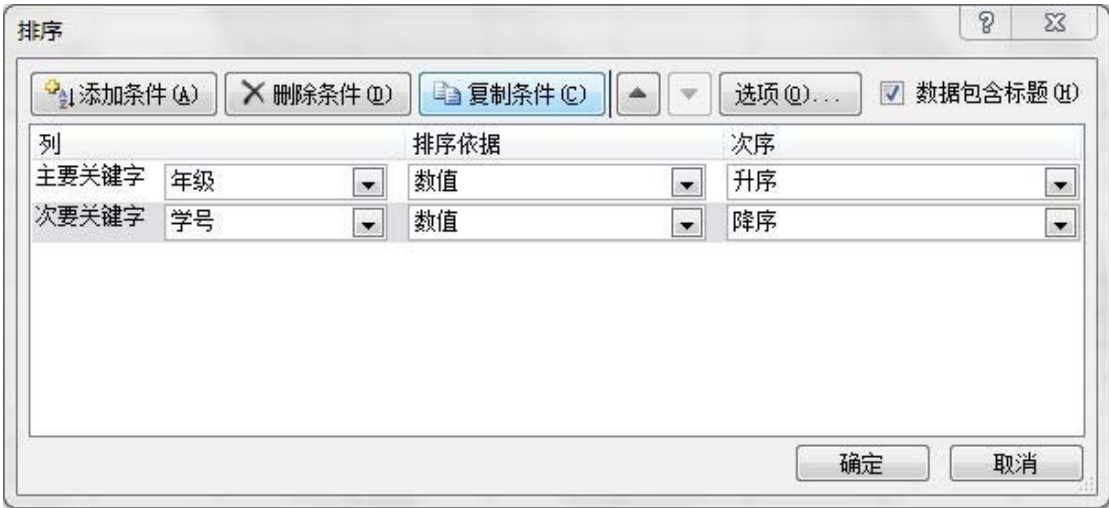 排序
添加条件(A) 删除条件(D) 复制条件(C) 选项(O)... 数据包含标题(H)
列 排序依据 次序
主要关键字 年级 数值 升序
次要关键字 学号 数值 降序
确定 取消